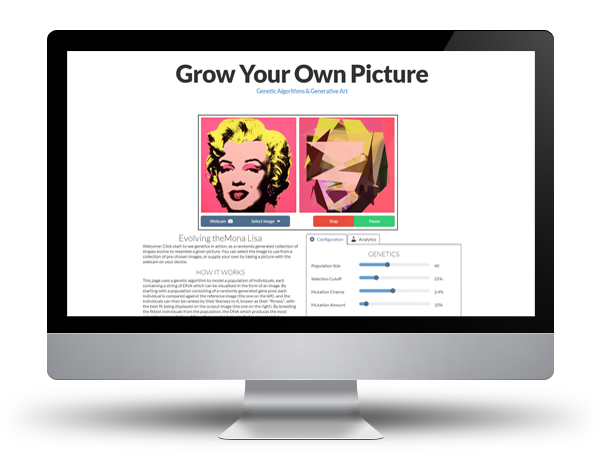 Grow Your Own Picture
Genetic Algorithms & Generative Art
Webcam
Select Image
Stop
Pause
Evolving theMona Lisa
Welcome! Click start to see genetics in action, as a randomly generated collection of
shapes evolve to resemble a given picture. You can select the image to use from a
collection of pre-chosen images, or supply your own by taking a picture with the
webcam on your device.
HOW IT WORKS
This page uses a genetic algorithm to model a population of individuals, each
containing a string of DNA which can be visualised in the form of an image. By
starting with a population consisting of a randomly generated gene pool, each
individual is compared against the reference image (the one on the left), and the
individuals can then be ranked by their likeness to it, known as their "fitness", with
the best fit being displayed on the output image (the one on the right). By breeding
the fittest individuals from the population, the DNA which produces the most
Configuration
Analytics
GENETICS
Population Size
40
Selection Cutoff
25%
Mutation Chance
2.4%
Mutation Amount
10%